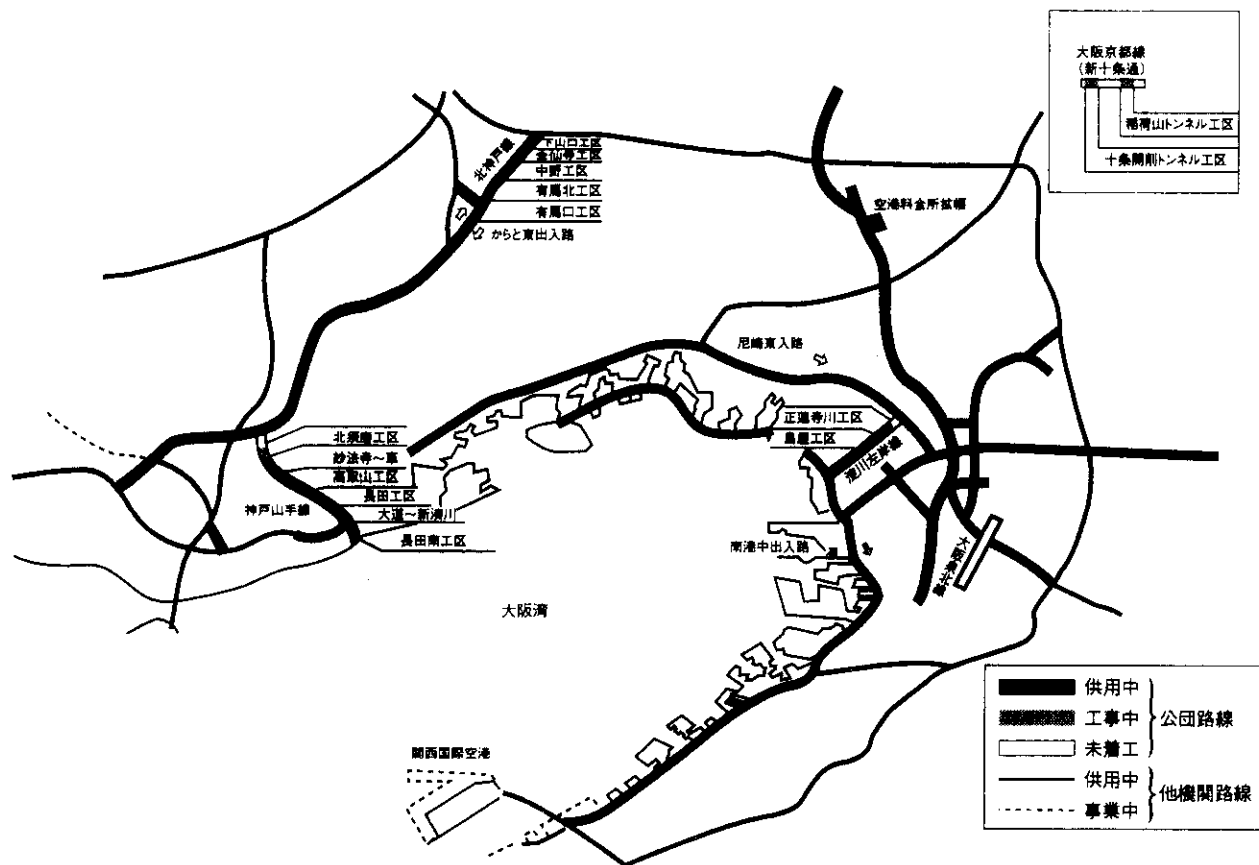 大阪京都線
(新十条通)
稲荷山トンネル工区
十条開削トンネル工区
北神戸線
下山口工区
金仙寺工区
中野工区
有馬北工区
有馬口工区
からと東出入路
空港料金所拡幅
尼崎東入路
正蓮寺川工区
島屋工区
淀川左岸線
北須磨工区
妙法寺～車
高取山工区
長田工区
大道～新湊川
長田南工区
神戸山手線
南港中出入路
大阪泉北線
大阪湾
関西国際空港
供用中
工事中
未着工
公団路線
供用中
事業中
他機関路線